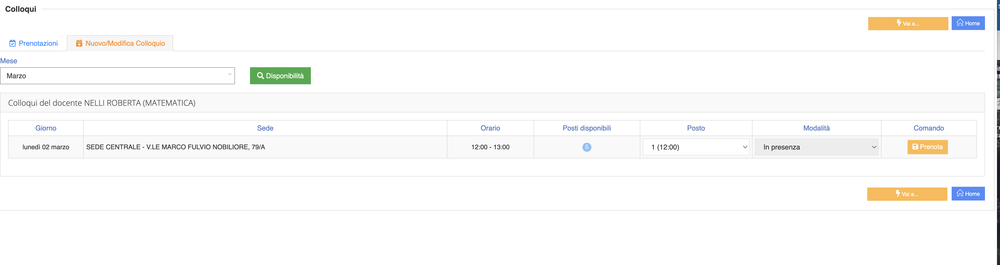 Colloqui
Vai a...
Home
Prenotazioni
Nuovo/Modifica Colloquio
Mese
Marzo
Disponibilità
Colloqui del docente NELLI ROBERTA (MATEMATICA)
Giorno Sede Orario Posti disponibili Posto Modalità Comando
lunedì 02 marzo SEDE CENTRALE - V.LE MARCO FULVIO NOBILIORE, 79/A 12:00 - 13:00 5 1 (12:00) In presenza Prenota
Vai a...
Home